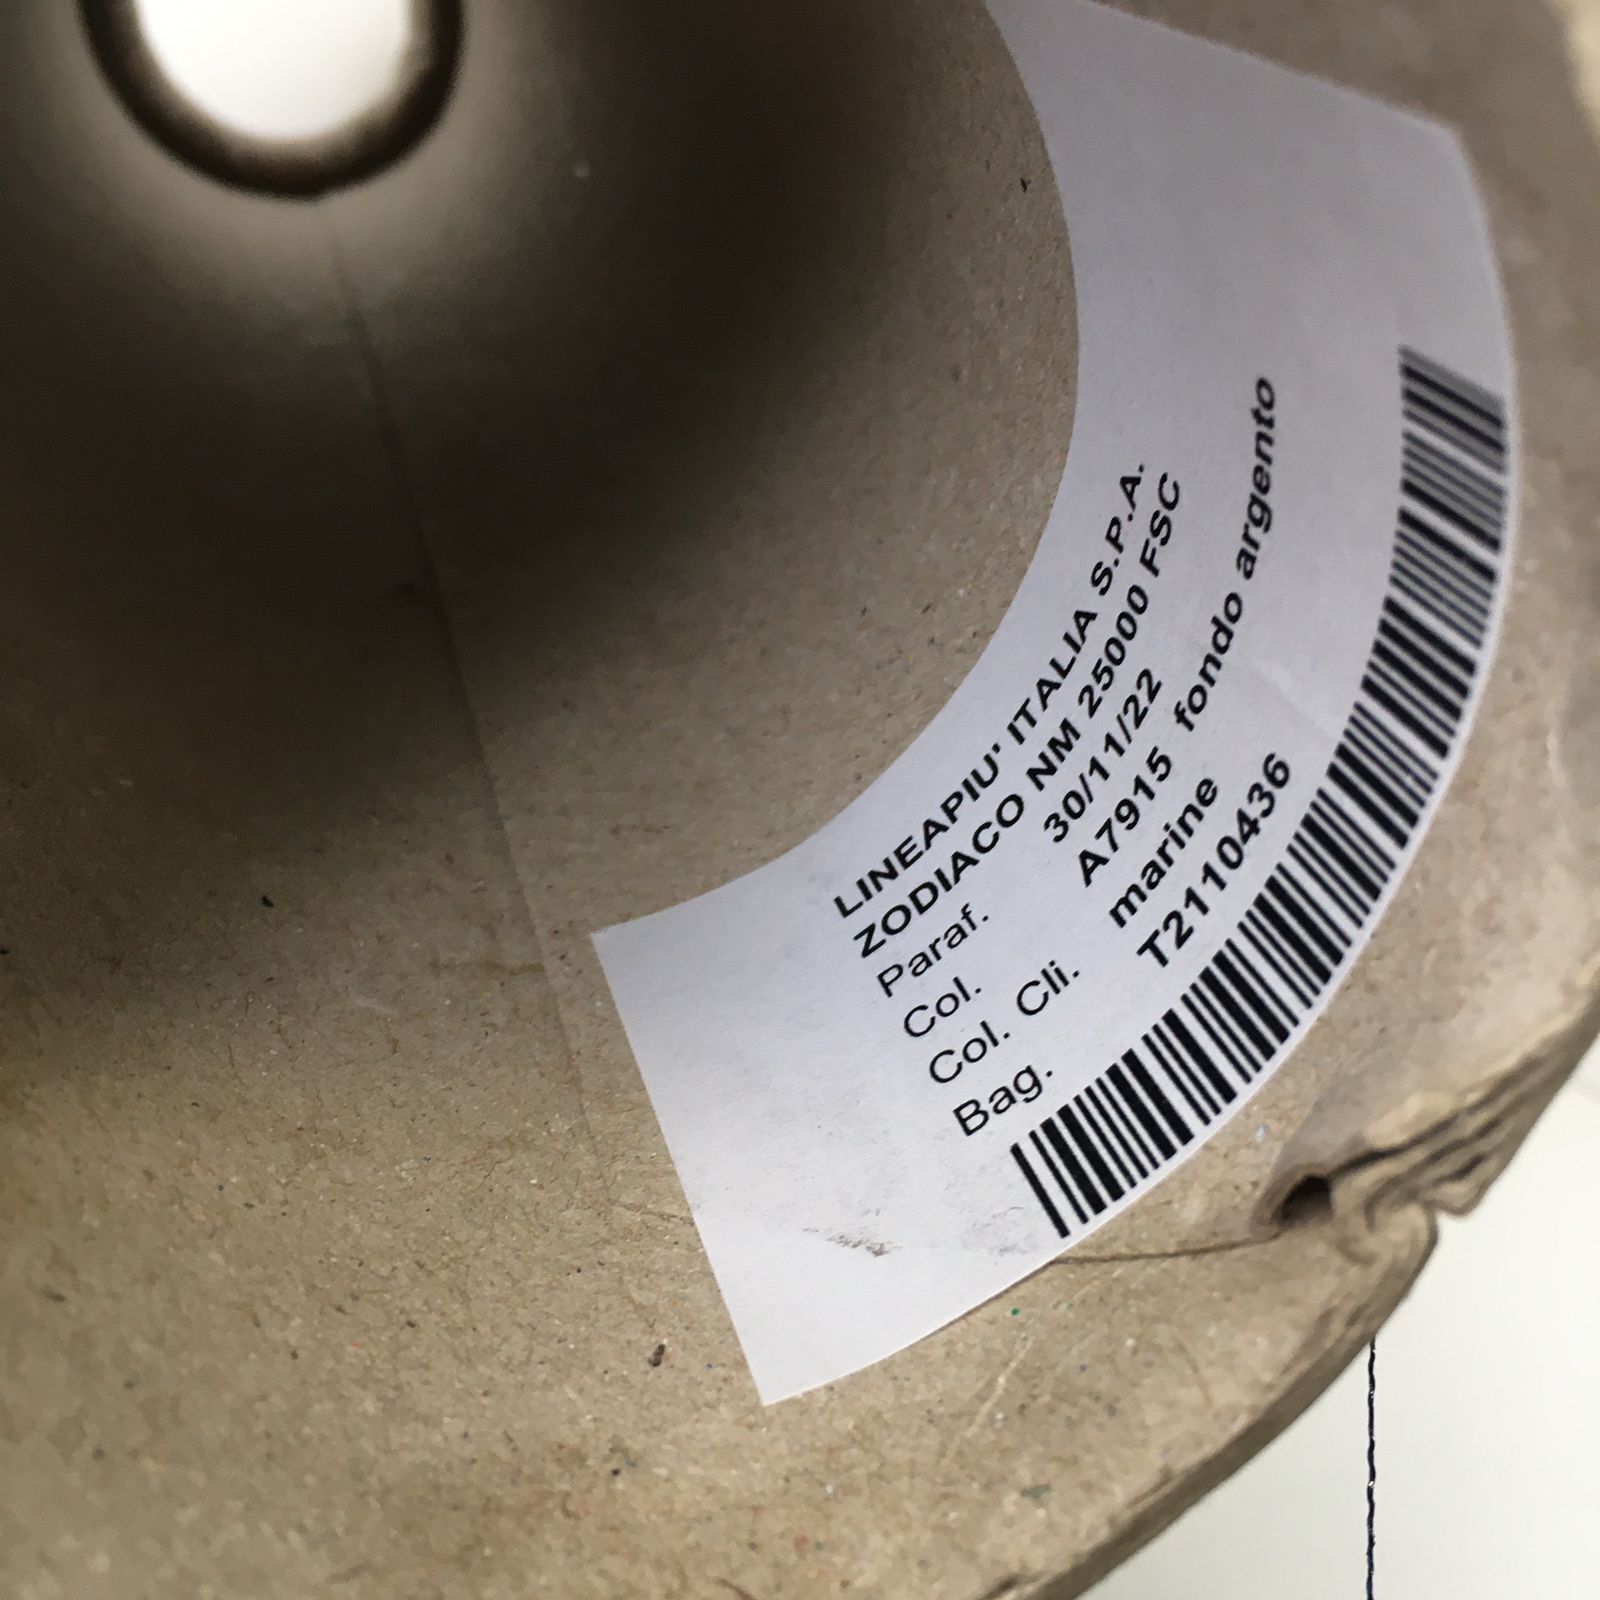 LINEAPIU' ITALIA S.P.A.
ZODIACO NM 25000 FSC
Paraf. 30/11/22
Col. A7915 fondo argento
Col. Cli. marine
Bag. T2110436